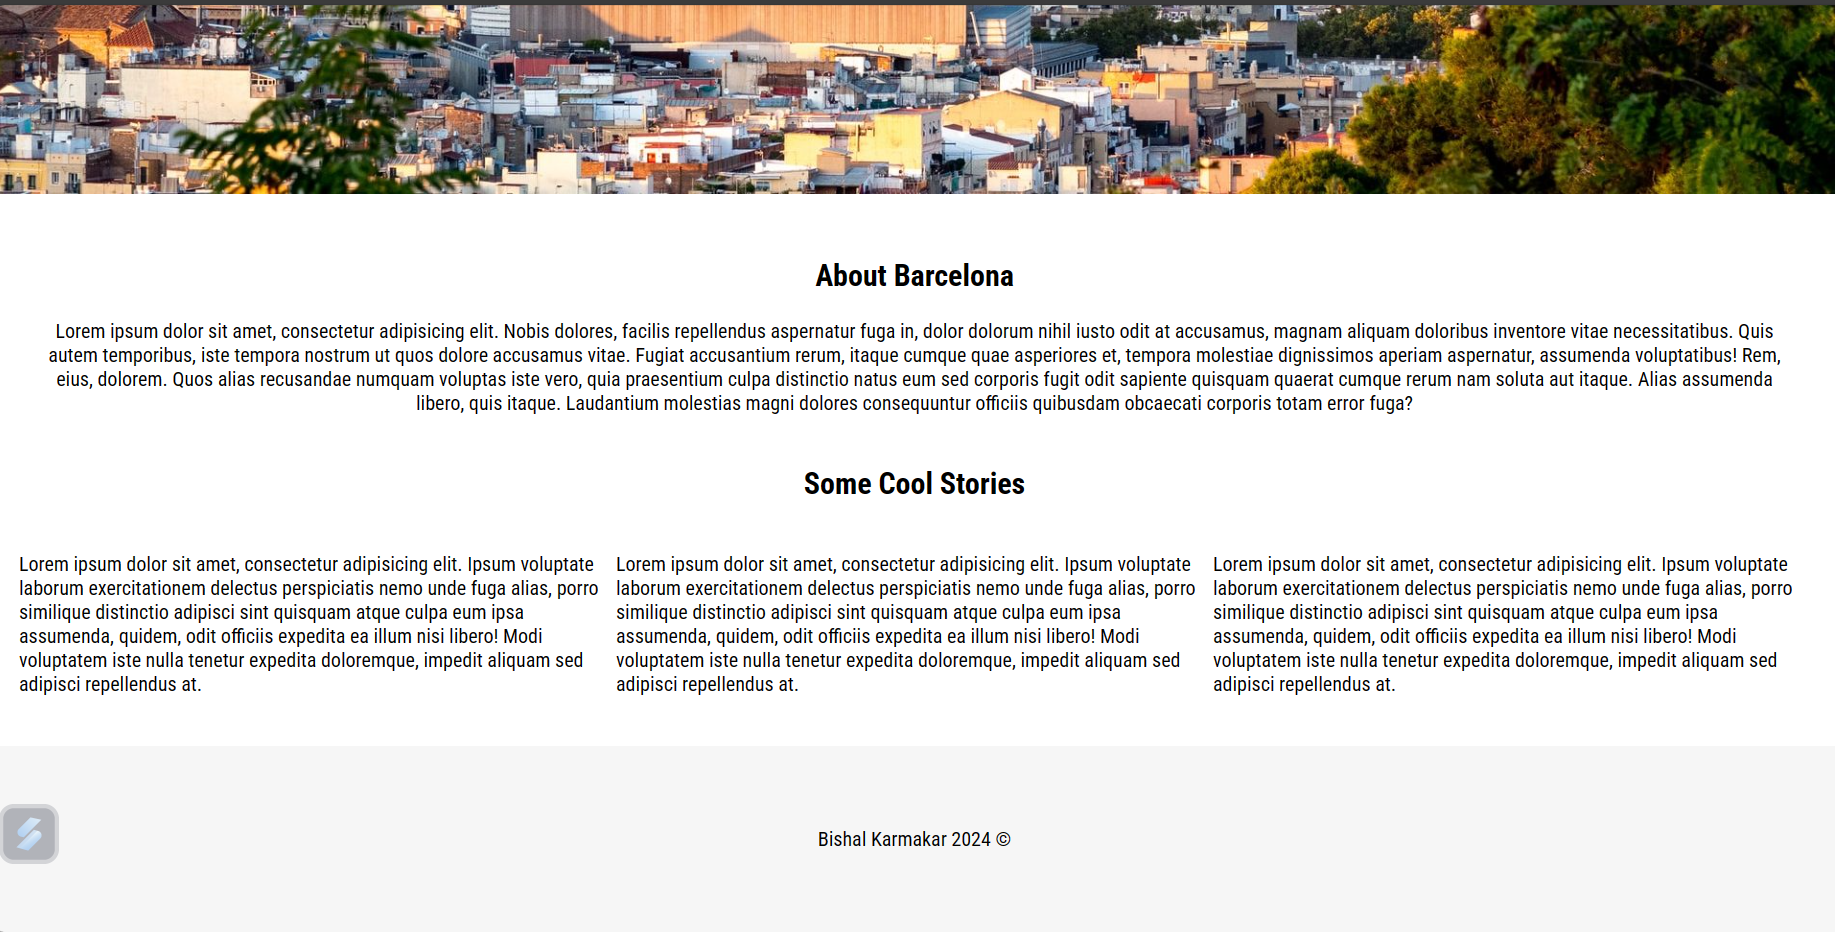 About Barcelona
Lorem ipsum dolor sit amet, consectetur adipisicing elit. Nobis dolores, facilis repellendus aspernatur fuga in, dolor dolorum nihil iusto odit at accusamus, magnam aliquam doloribus inventore vitae necessitatibus. Quis
autem temporibus, iste tempora nostrum ut quos dolore accusamus vitae. Fugiat accusantium rerum, itaque cumque quae asperiores et, tempora molestiae dignissimos aperiam aspernatur, assumenda voluptatibus! Rem,
eius, dolorem. Quos alias recusandae numquam voluptas iste vero, quia praesentium culpa distinctio natus eum sed corporis fugit odit sapiente quisquam quaerat cumque rerum nam soluta aut itaque. Alias assumenda
libero, quis itaque. Laudantium molestias magni dolores consequuntur officiis quibusdam obcaecati corporis totam error fuga?
Some Cool Stories
Lorem ipsum dolor sit amet, consectetur adipisicing elit. Ipsum voluptate
laborum exercitationem delectus perspiciatis nemo unde fuga alias, porro
similique distinctio adipisci sint quisquam atque culpa eum ipsa
assumenda, quidem, odit officiis expedita ea illum nisi libero! Modi
voluptatem iste nulla tenetur expedita doloremque, impedit aliquam sed
adipisci repellendus at.
Lorem ipsum dolor sit amet, consectetur adipisicing elit. Ipsum voluptate
laborum exercitationem delectus perspiciatis nemo unde fuga alias, porro
similique distinctio adipisci sint quisquam atque culpa eum ipsa
assumenda, quidem, odit officiis expedita ea illum nisi libero! Modi
voluptatem iste nulla tenetur expedita doloremque, impedit aliquam sed
adipisci repellendus at.
Lorem ipsum dolor sit amet, consectetur adipisicing elit. Ipsum voluptate
laborum exercitationem delectus perspiciatis nemo unde fuga alias, porro
similique distinctio adipisci sint quisquam atque culpa eum ipsa
assumenda, quidem, odit officiis expedita ea illum nisi libero! Modi
voluptatem iste nulla tenetur expedita doloremque, impedit aliquam sed
adipisci repellendus at.
Bishal Karmakar 2024 ©